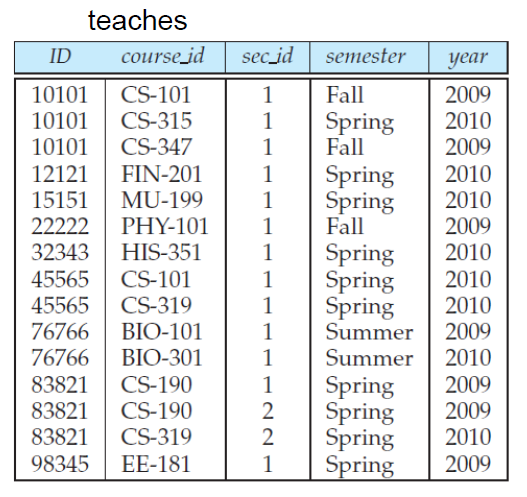 teaches
ID course_id sec_id semester year
10101 CS-101 1 Fall 2009
10101 CS-315 1 Spring 2010
10101 CS-347 1 Fall 2009
12121 FIN-201 1 Spring 2010
15151 MU-199 1 Spring 2010
22222 PHY-101 1 Fall 2009
32343 HIS-351 1 Spring 2010
45565 CS-101 1 Spring 2010
45565 CS-319 1 Spring 2010
76766 BIO-101 1 Summer 2009
76766 BIO-301 1 Summer 2010
83821 CS-190 1 Spring 2009
83821 CS-190 2 Spring 2009
83821 CS-319 2 Spring 2010
98345 EE-181 1 Spring 2009